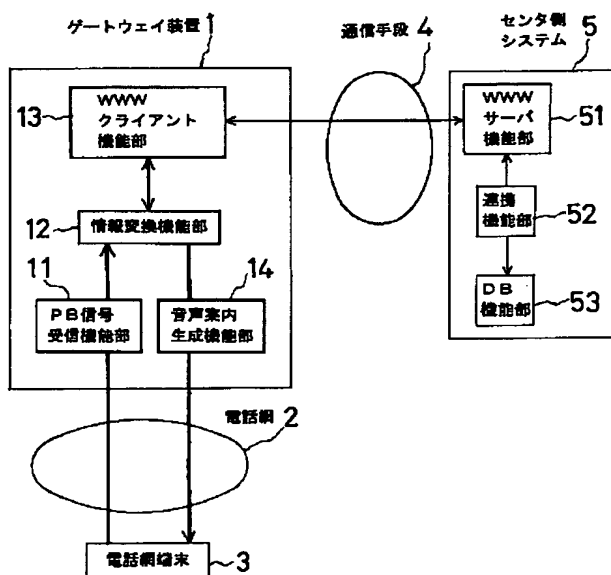 ゲートウェイ装置 1
通信手段 4
センタ側
システム 5
13
WWW
クライアント
機能部
WWW
サーバ
機能部
51
12
情報変換機能部
連携
機能部
52
11
14
PB信号
受信機能部
音声案内
生成機能部
DB
機能部
53
電話網 2
電話網端末
3